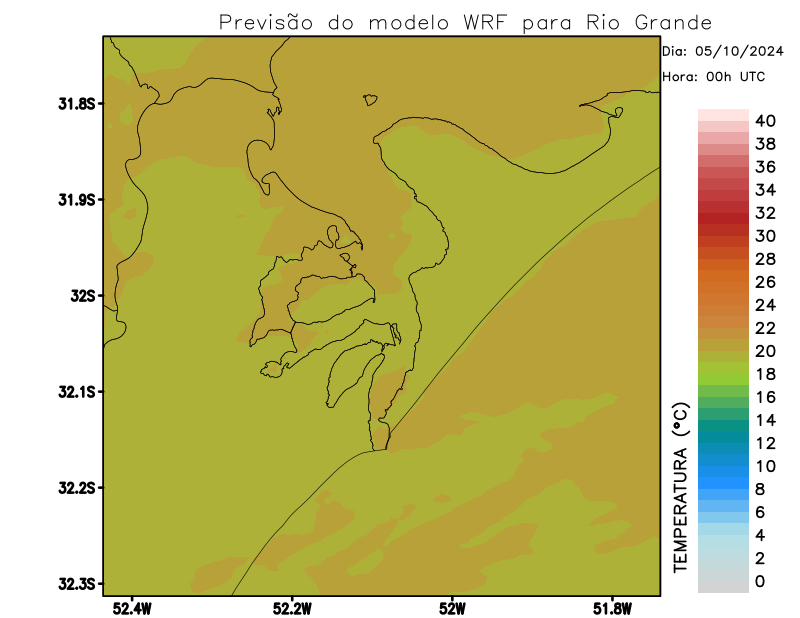 Previsão do modelo WRF para Rio Grande
Dia: 05/10/2024
Hora: 00h UTC
31.8S
31.9S
32S
32.1S
32.2S
32.3S
52.4W
52.2W
52W
51.8W
40
38
36
34
32
30
28
26
24
22
20
18
16
14
12
10
8
6
4
2
0
TEMPERATURA (°C)